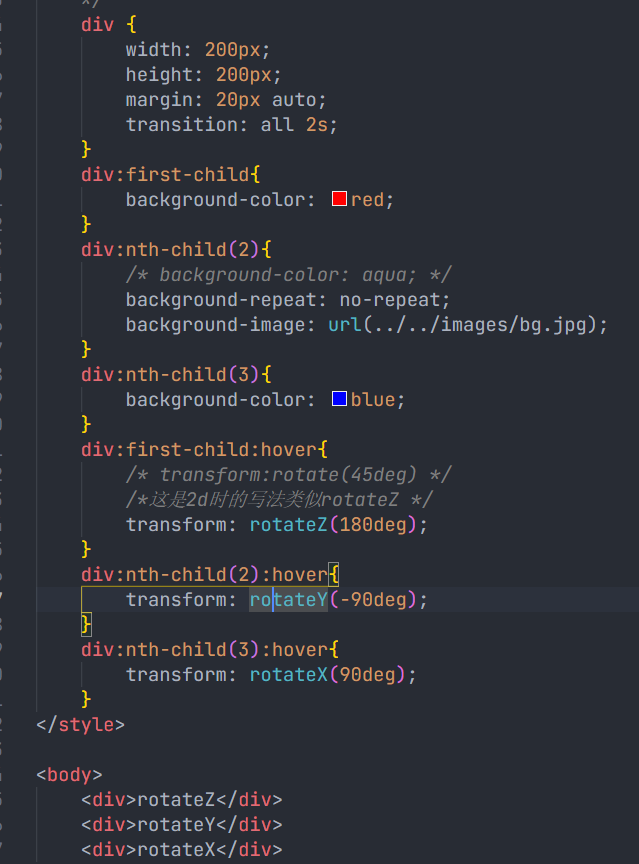 */
div {
width: 200px;
height: 200px;
margin: 20px auto;
transition: all 2s;
}
div:first-child{
background-color: red;
}
div:nth-child(2){
/* background-color: aqua; */
background-repeat: no-repeat;
background-image: url(../../images/bg.jpg);
}
div:nth-child(3){
background-color: blue;
}
div:first-child:hover{
/* transform:rotate(45deg) */
/*这是2d时的写法类似rotateZ */
transform: rotateZ(180deg);
}
div:nth-child(2):hover{
transform: rotateY(-90deg);
}
div:nth-child(3):hover{
transform: rotateX(90deg);
}
</style>
<body>
<div>rotateZ</div>
<div>rotateY</div>
<div>rotateX</div>